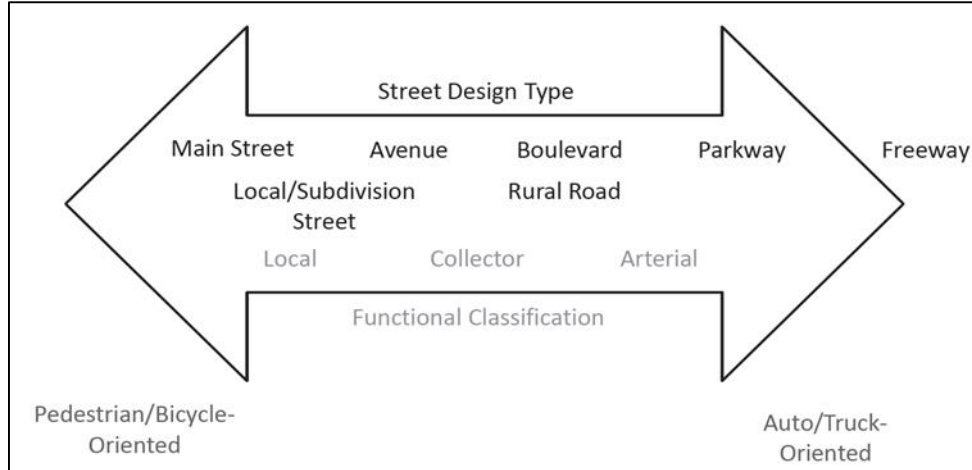 Street Design Type
Main Street Avenue Boulevard Parkway Freeway
Local/Subdivision Rural Road
Street
Local Collector Arterial
Functional Classification
Pedestrian/Bicycle-
Oriented
Auto/Truck-
Oriented